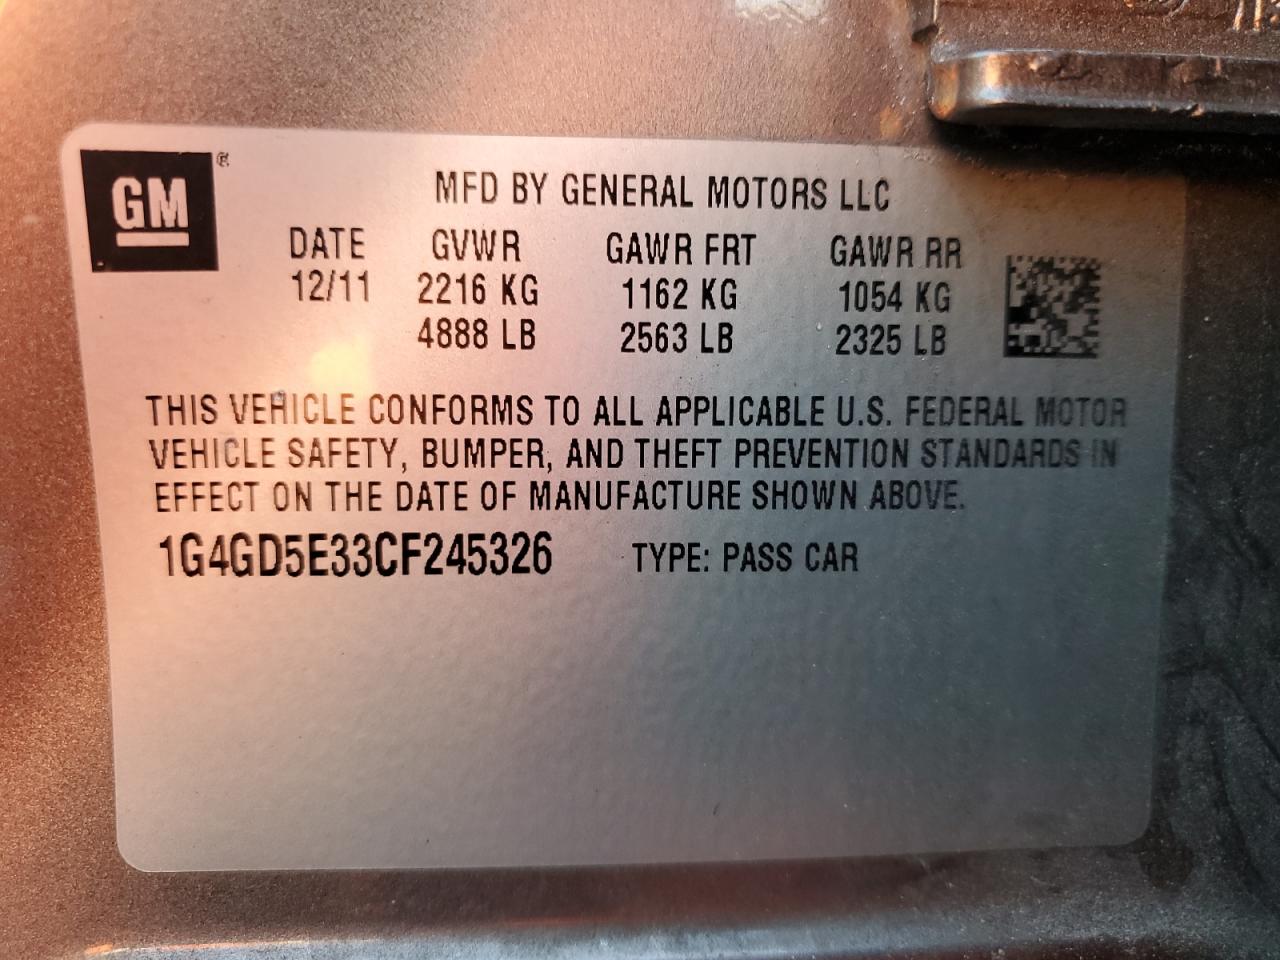 GM ®
MFD BY GENERAL MOTORS LLC
DATE GVWR GAWR FRT GAWR RR
12/11 2216 KG 1162 KG 1054 KG
4888 LB 2563 LB 2325 LB
THIS VEHICLE CONFORMS TO ALL APPLICABLE U.S. FEDERAL MOTOR
VEHICLE SAFETY, BUMPER, AND THEFT PREVENTION STANDARDS IN
EFFECT ON THE DATE OF MANUFACTURE SHOWN ABOVE.
1G4GD5E33CF245326 TYPE: PASS CAR